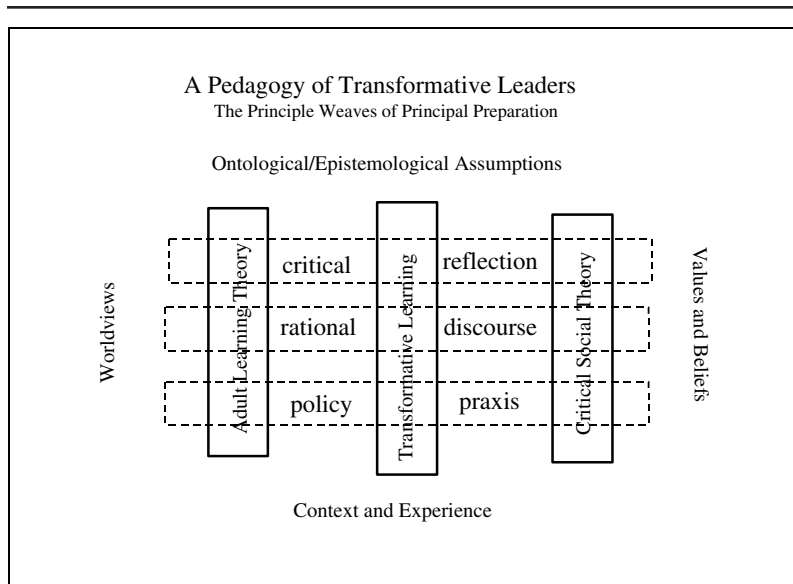 A Pedagogy of Transformative Leaders
The Principle Weaves of Principal Preparation
Ontological/Epistemological Assumptions
Worldviews
Adult Learning Theory
Transformative Learning
Critical Social Theory
critical reflection
rational discourse
policy praxis
Values and Beliefs
Context and Experience